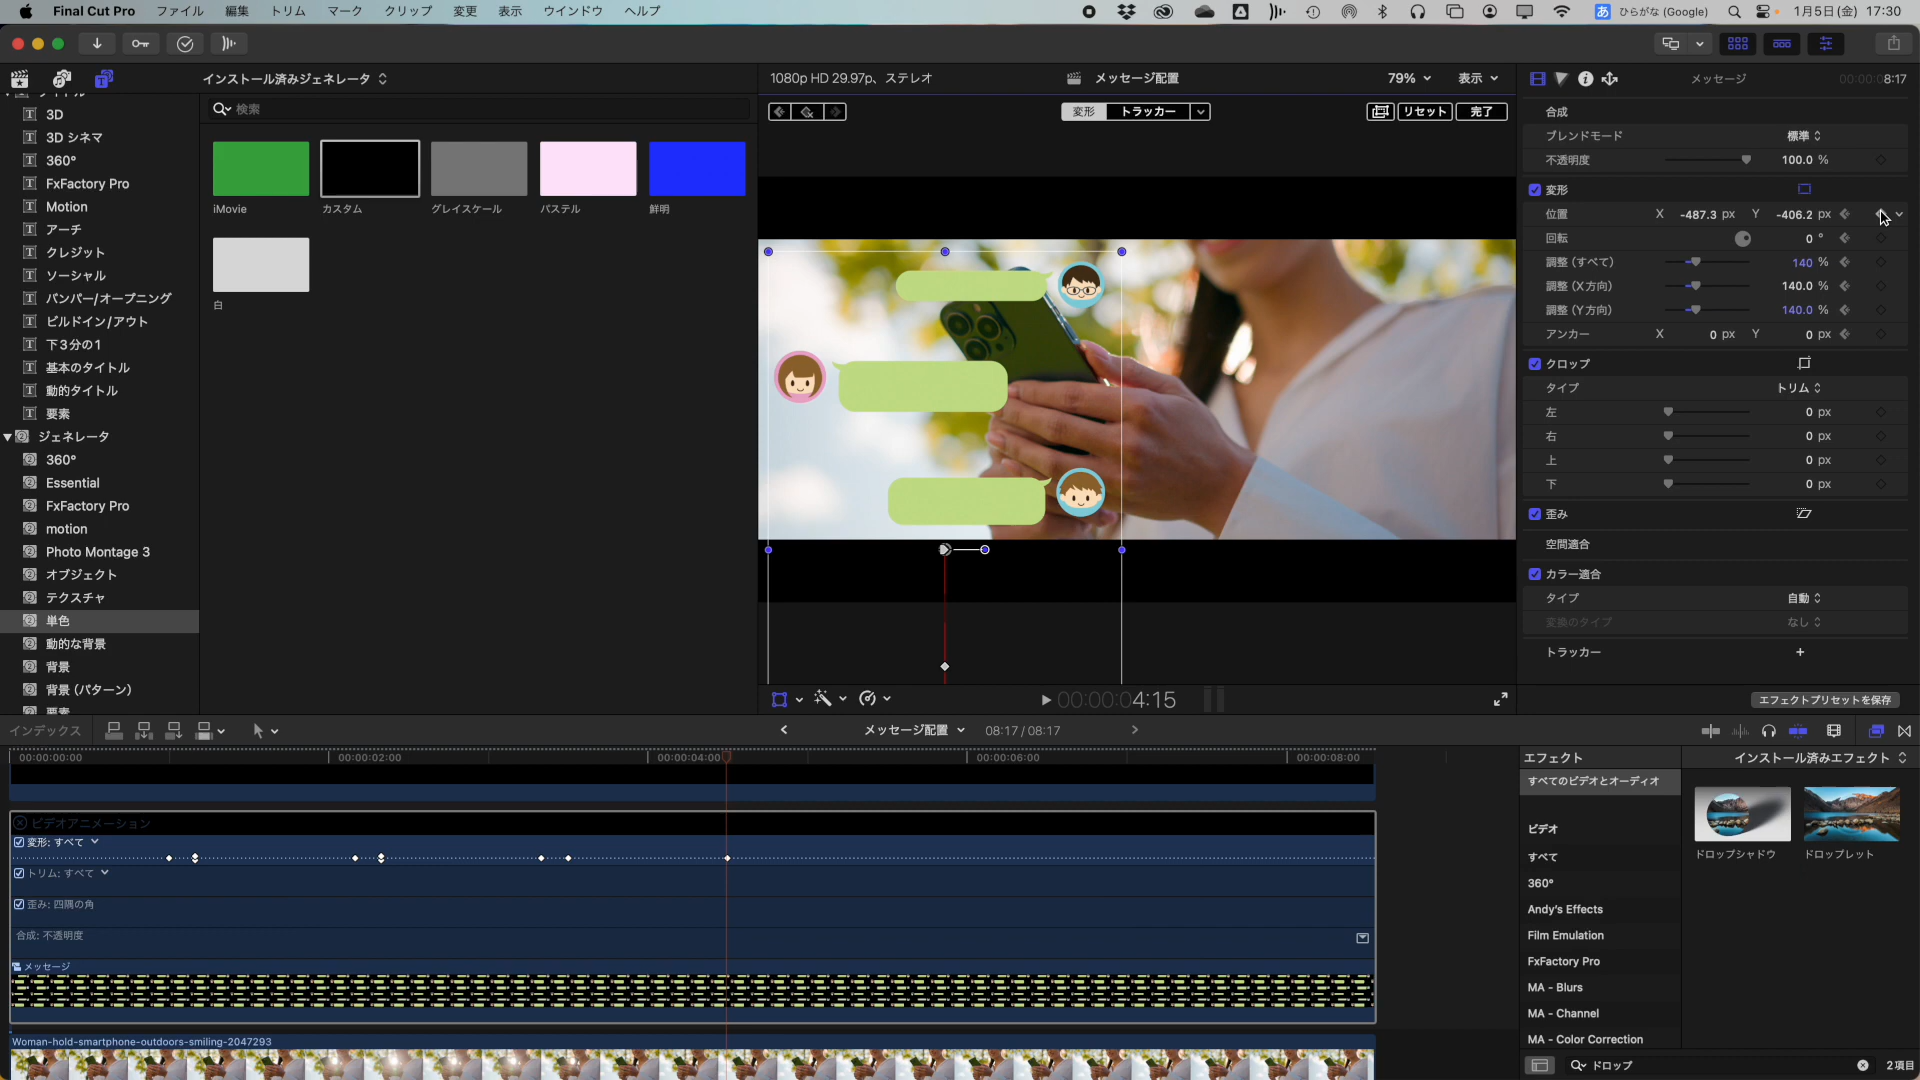 Final Cut Pro ファイル 編集 トリム マーク クリップ 変更 表示 ウインドウ ヘルプ
あ ひらがな (Google) 1月5日(金) 17:30
インストール済みジェネレータ
1080p HD 29.97p、ステレオ
メッセージ配置
79%
表示
メッセージ
00:00:08:17
3D
3D シネマ
360°
FxFactory Pro
Motion
アーチ
クレジット
ソーシャル
バンパー/オープニング
ビルドイン/アウト
下3分の1
基本のタイトル
動的タイトル
要素
ジェネレータ
360°
Essential
FxFactory Pro
motion
Photo Montage 3
オブジェクト
テクスチャ
単色
動的な背景
背景
背景 (パターン)
検索
iMovie
カスタム
グレイスケール
パステル
鮮明
白
変形 トラッカー
リセット
完了
合成
ブレンドモード 標準
不透明度 100.0 %
変形
位置 X -487.3 px Y -406.2 px
回転 0 °
調整 (すべて) 140 %
調整 (X方向) 140.0 %
調整 (Y方向) 140.0 %
アンカー X 0 px Y 0 px
クロップ
タイプ トリム
左 0 px
右 0 px
上 0 px
下 0 px
歪み
空間適合
カラー適合
タイプ 自動
変換のタイプ なし
トラッカー +
エフェクトプリセットを保存
00:00:04:15
インデックス
メッセージ配置
08:17 / 08:17
00:00:00:00
00:00:02:00
00:00:04:00
00:00:06:00
00:00:08:00
ビデオアニメーション
変形: すべて
トリム: すべて
歪み: 四隅の角
合成: 不透明度
メッセージ
Woman-hold-smartphone-outdoors-smiling-2047293
エフェクト
インストール済みエフェクト
すべてのビデオとオーディオ
ビデオ
すべて
360°
Andy's Effects
Film Emulation
FxFactory Pro
MA - Blurs
MA - Channel
MA - Color Correction
ドロップシャドウ
ドロップレット
ドロップ
2項目